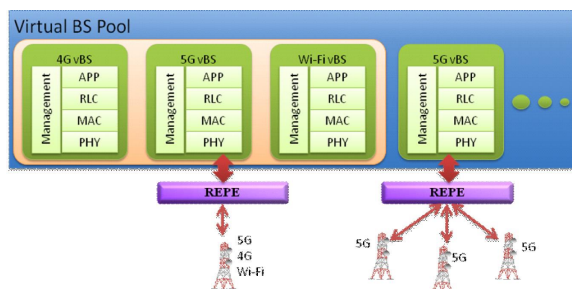 Virtual BS Pool
4G vBS
Management
APP
RLC
MAC
PHY
5G vBS
Management
APP
RLC
MAC
PHY
Wi-Fi vBS
Management
APP
RLC
MAC
PHY
5G vBS
Management
APP
RLC
MAC
PHY
REPE
REPE
5G
4G
Wi-Fi
5G
5G
5G